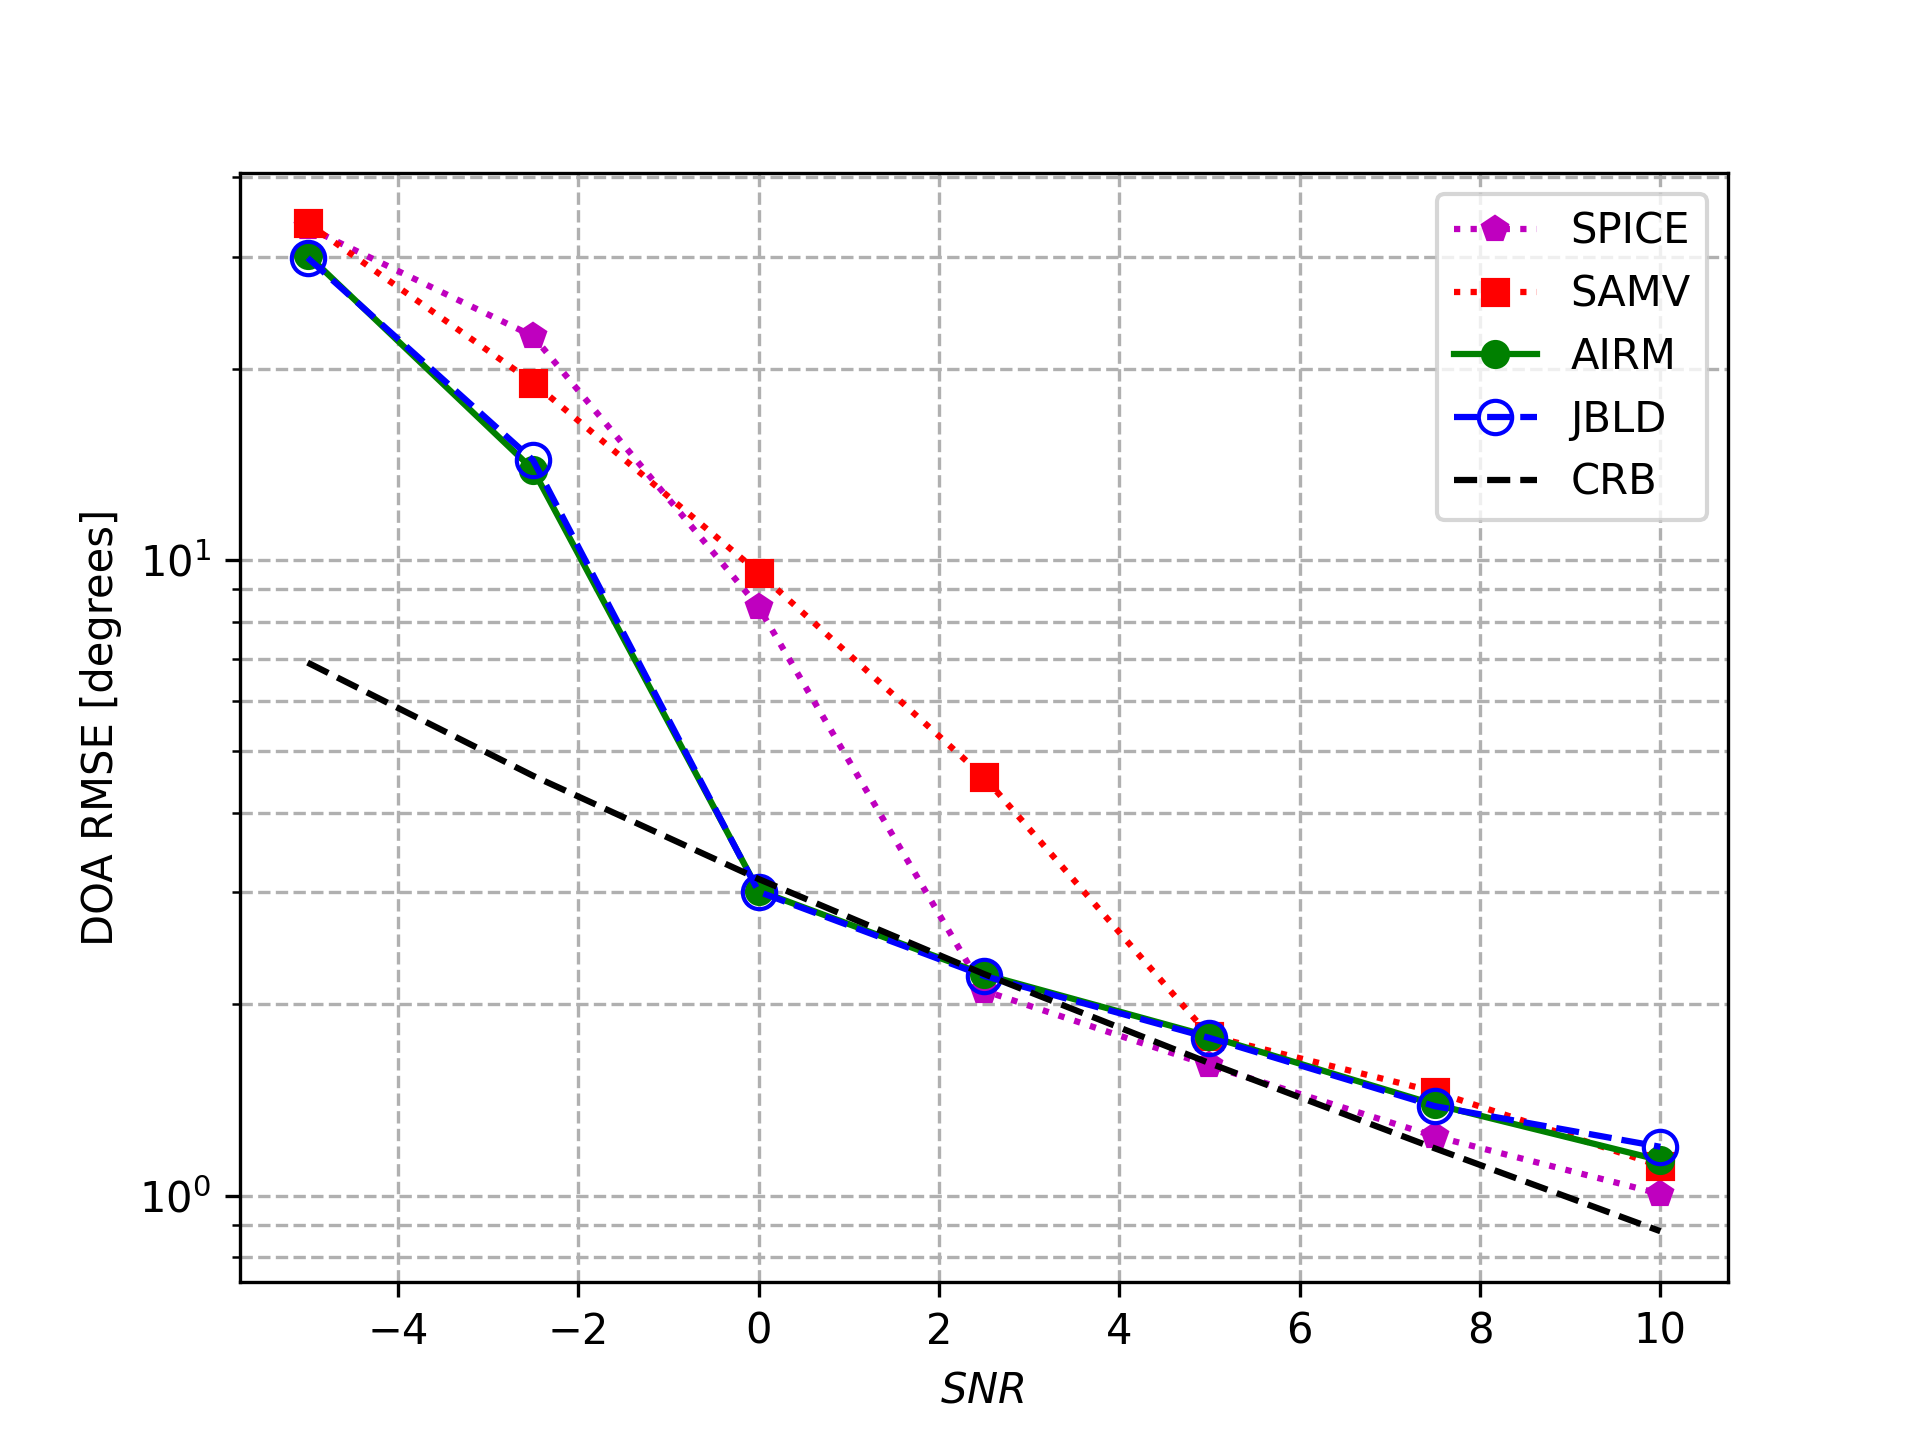 SPICE
SAMV
AIRM
JBLD
CRB
DOA RMSE [degrees]
10¹
10⁰
−4 −2 0 2 4 6 8 10
SNR